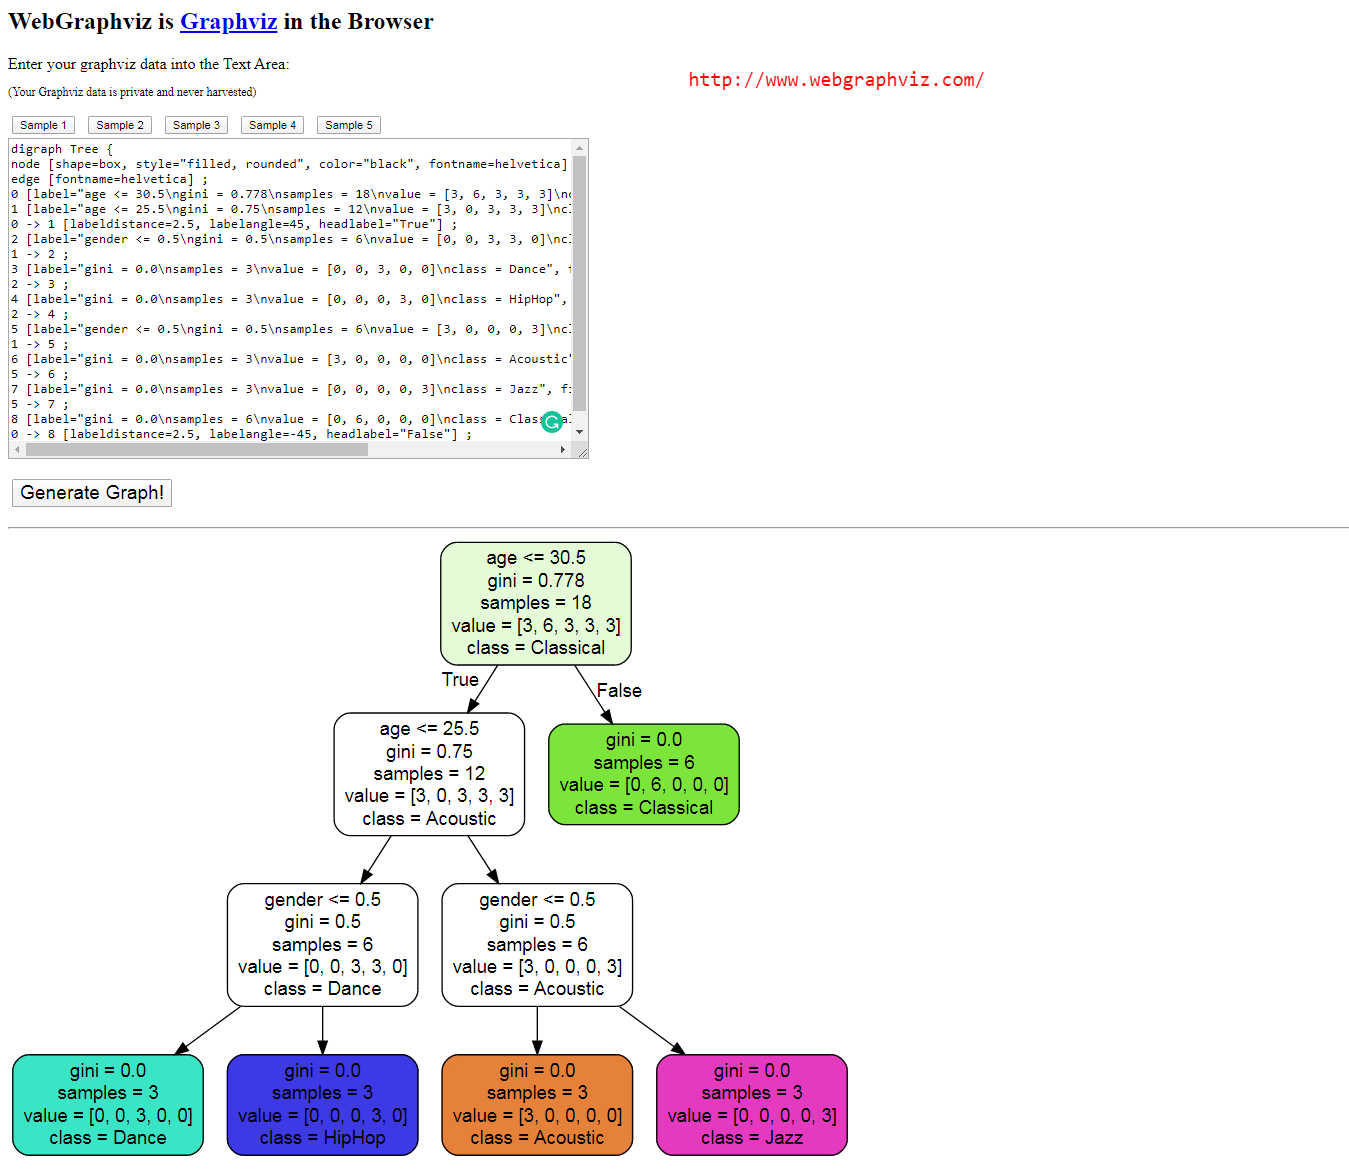 WebGraphviz is Graphviz in the Browser
Enter your graphviz data into the Text Area:
http://www.webgraphviz.com/
(Your Graphviz data is private and never harvested)
Sample 1 Sample 2 Sample 3 Sample 4 Sample 5
digraph Tree {
node [shape=box, style="filled, rounded", color="black", fontname=helvetica]
edge [fontname=helvetica] ;
0 [label="age <= 30.5\ngini = 0.778\nsamples = 18\nvalue = [3, 6, 3, 3, 3]\n
1 [label="age <= 25.5\ngini = 0.75\nsamples = 12\nvalue = [3, 0, 3, 3, 3]\ncl
0 -> 1 [labeldistance=2.5, labelangle=45, headlabel="True"] ;
2 [label="gender <= 0.5\ngini = 0.5\nsamples = 6\nvalue = [0, 0, 3, 3, 0]\ncl
1 -> 2 ;
3 [label="gini = 0.0\nsamples = 3\nvalue = [0, 0, 3, 0, 0]\nclass = Dance",
2 -> 3 ;
4 [label="gini = 0.0\nsamples = 3\nvalue = [0, 0, 0, 3, 0]\nclass = HipHop",
2 -> 4 ;
5 [label="gender <= 0.5\ngini = 0.5\nsamples = 6\nvalue = [3, 0, 0, 0, 3]\ncl
1 -> 5 ;
6 [label="gini = 0.0\nsamples = 3\nvalue = [3, 0, 0, 0, 0]\nclass = Acoustic"
5 -> 6 ;
7 [label="gini = 0.0\nsamples = 3\nvalue = [0, 0, 0, 0, 3]\nclass = Jazz", fi
5 -> 7 ;
8 [label="gini = 0.0\nsamples = 6\nvalue = [0, 6, 0, 0, 0]\nclass =
0 -> 8 [labeldistance=2.5, labelangle=-45, headlabel="False"] ;
Generate Graph!
age <= 30.5
gini = 0.778
samples = 18
value = [3, 6, 3, 3, 3]
class = Classical
True
False
age <= 25.5
gini = 0.75
samples = 12
value = [3, 0, 3, 3, 3]
class = Acoustic
gini = 0.0
samples = 6
value = [0, 6, 0, 0, 0]
class = Classical
gender <= 0.5
gini = 0.5
samples = 6
value = [0, 0, 3, 3, 0]
class = Dance
gender <= 0.5
gini = 0.5
samples = 6
value = [3, 0, 0, 0, 3]
class = Acoustic
gini = 0.0
samples = 3
value = [0, 0, 3, 0, 0]
class = Dance
gini = 0.0
samples = 3
value = [0, 0, 0, 3, 0]
class = HipHop
gini = 0.0
samples = 3
value = [3, 0, 0, 0, 0]
class = Acoustic
gini = 0.0
samples = 3
value = [0, 0, 0, 0, 3]
class = Jazz